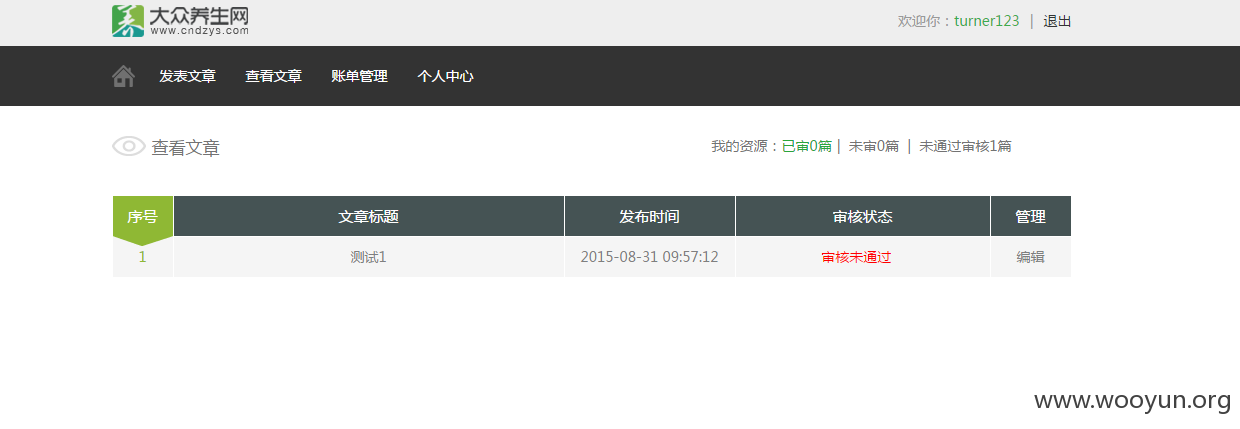 养 大众养生网
www.cndzys.com
欢迎你：turner123 | 退出
发表文章 查看文章 账单管理 个人中心
查看文章
我的资源：已审0篇 | 未审0篇 | 未通过审核1篇
序号 文章标题 发布时间 审核状态 管理
1 测试1 2015-08-31 09:57:12 审核未通过 编辑
www.wooyun.org